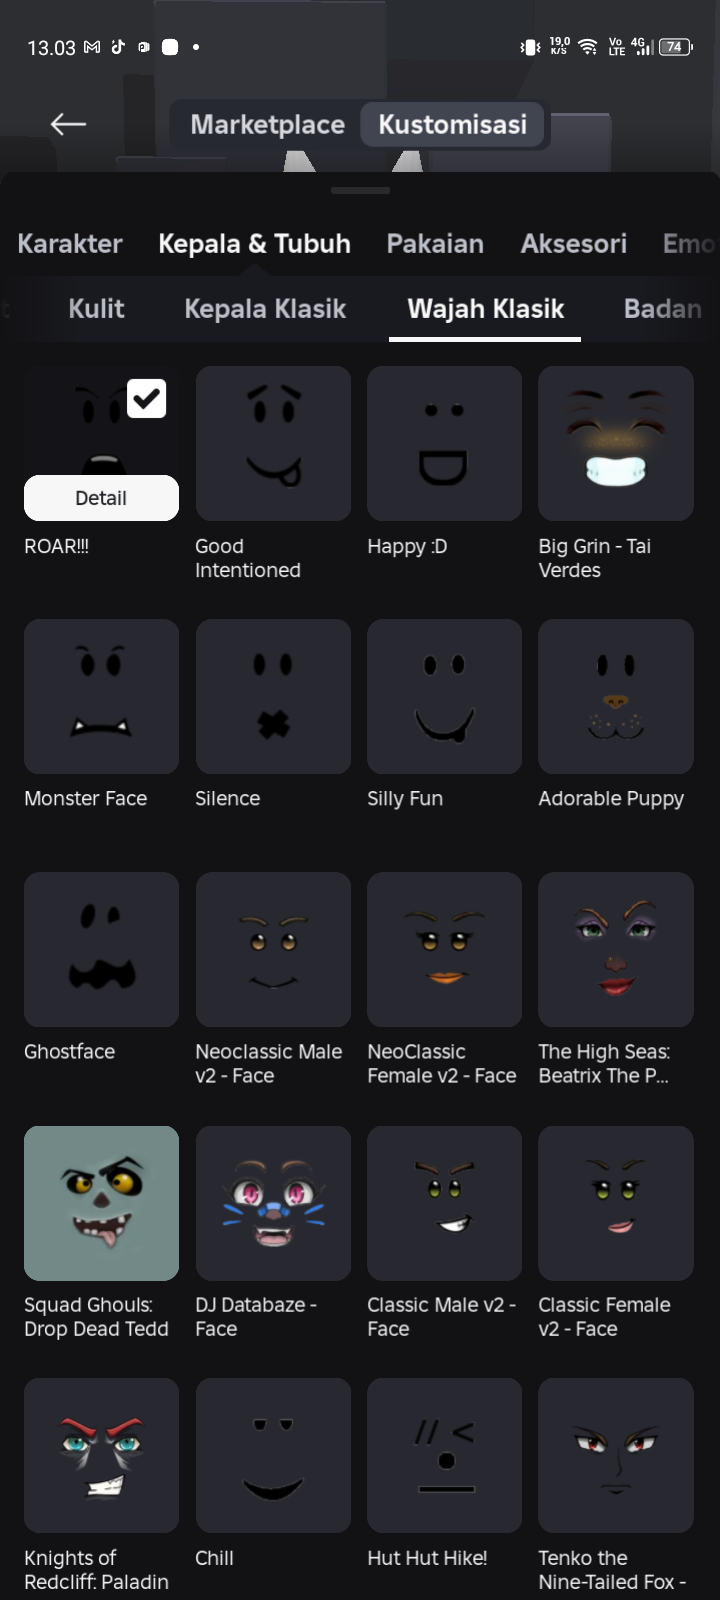 13.03
19,0 K/S
Vo LTE
4G
74
Marketplace
Kustomisasi
Karakter
Kepala & Tubuh
Pakaian
Aksesori
Emo
Kulit
Kepala Klasik
Wajah Klasik
Badan
Detail
ROAR!!!
Good
Intentioned
Happy :D
Big Grin - Tai
Verdes
Monster Face
Silence
Silly Fun
Adorable Puppy
Ghostface
Neoclassic Male
v2 - Face
NeoClassic
Female v2 - Face
The High Seas:
Beatrix The P...
Squad Ghouls:
Drop Dead Tedd
DJ Databaze -
Face
Classic Male v2 -
Face
Classic Female
v2 - Face
Knights of
Redcliff: Paladin
Chill
Hut Hut Hike!
Tenko the
Nine-Tailed Fox -